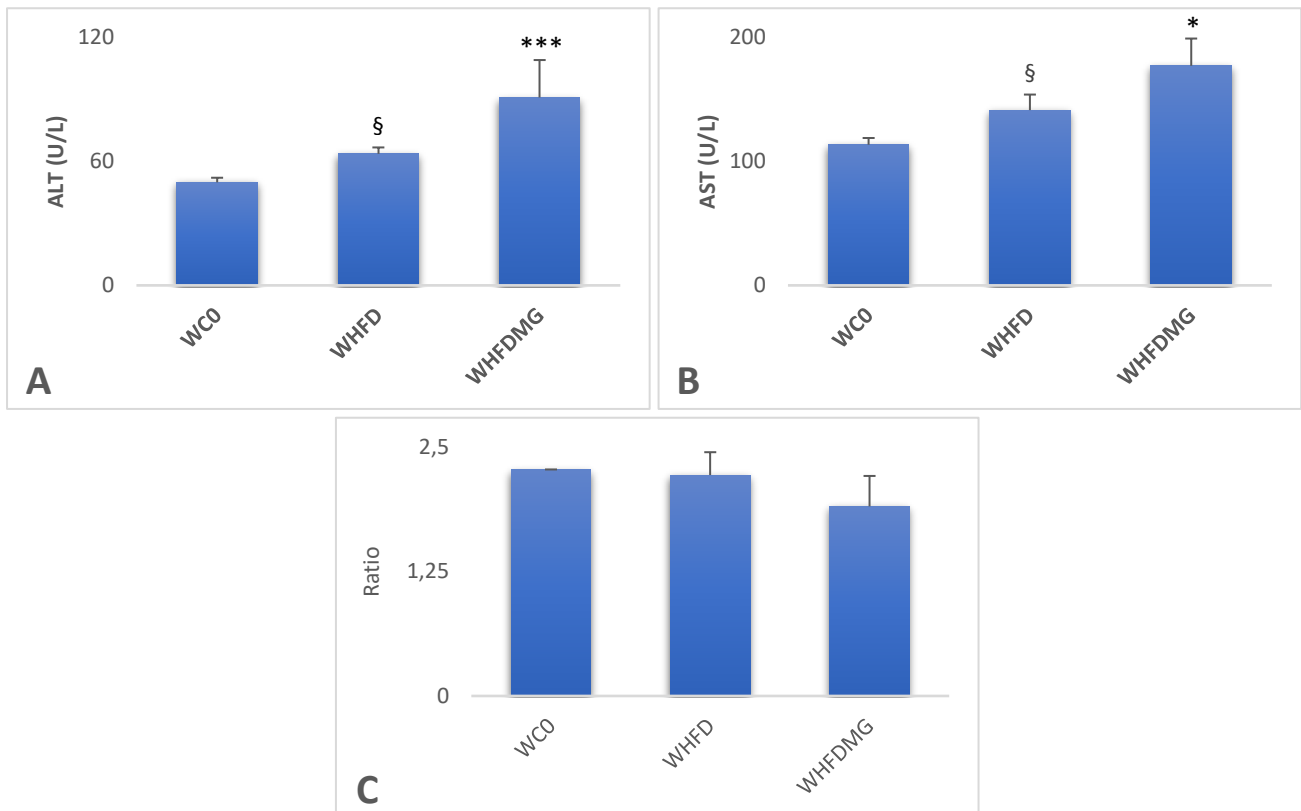 120
60
0
ALT (U/L)
§
***
WC0
WHFD
WHFDMG
A
200
100
0
AST (U/L)
§
*
WC0
WHFD
WHFDMG
B
2,5
1,25
0
Ratio
WC0
WHFD
WHFDMG
C